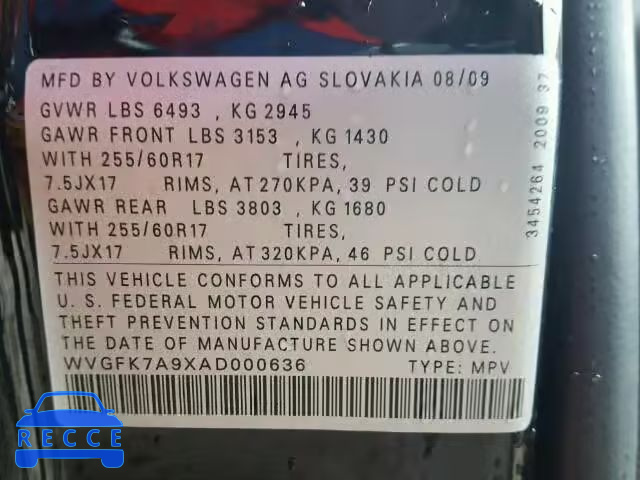 MFD BY VOLKSWAGEN AG SLOVAKIA 08/09
GVWR LBS 6493 , KG 2945
GAWR FRONT LBS 3153 , KG 1430
WITH 255/60R17 TIRES,
7.5JX17 RIMS, AT 270KPA, 39 PSI COLD
GAWR REAR LBS 3803 , KG 1680
WITH 255/60R17 TIRES,
7.5JX17 RIMS, AT 320KPA, 46 PSI COLD
THIS VEHICLE CONFORMS TO ALL APPLICABLE
U. S. FEDERAL MOTOR VEHICLE SAFETY AND
THEFT PREVENTION STANDARDS IN EFFECT ON
THE DATE OF MANUFACTURE SHOWN ABOVE.
WVGFK7A9XAD000636 TYPE: MPV
3454264 2009 37
RECCE